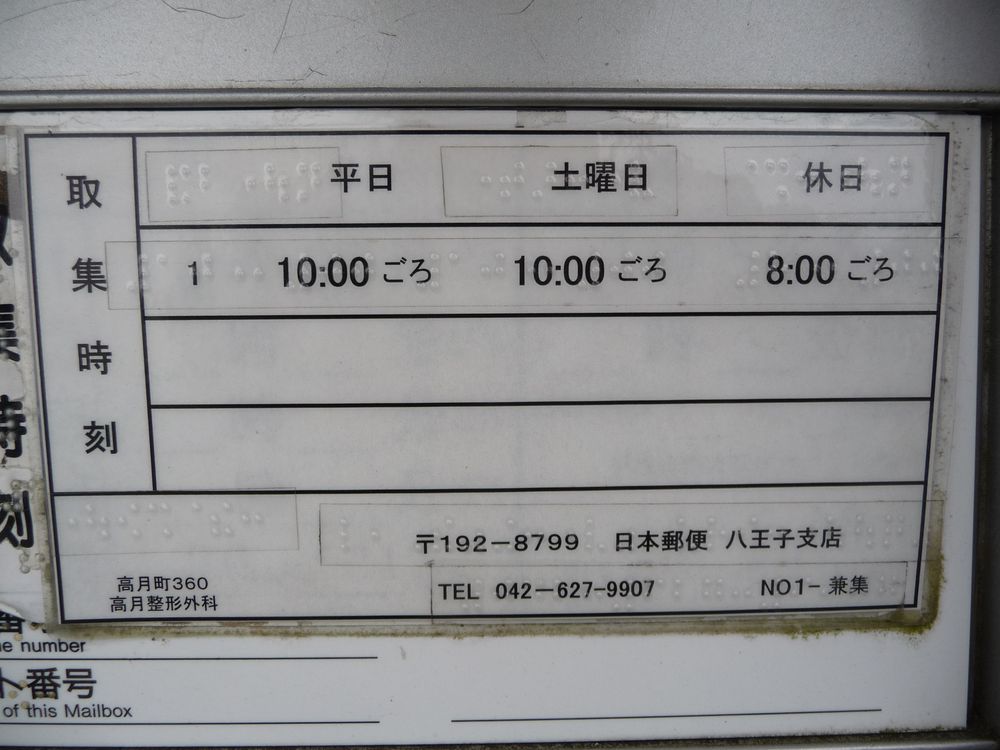 取集時刻
平日 土曜日 休日
1 10:00 ごろ 10:00 ごろ 8:00 ごろ
〒192-8799 日本郵便 八王子支店
高月町360
高月整形外科
TEL 042-627-9907 NO1-兼集
時刻
number
ト番号
of this Mailbox